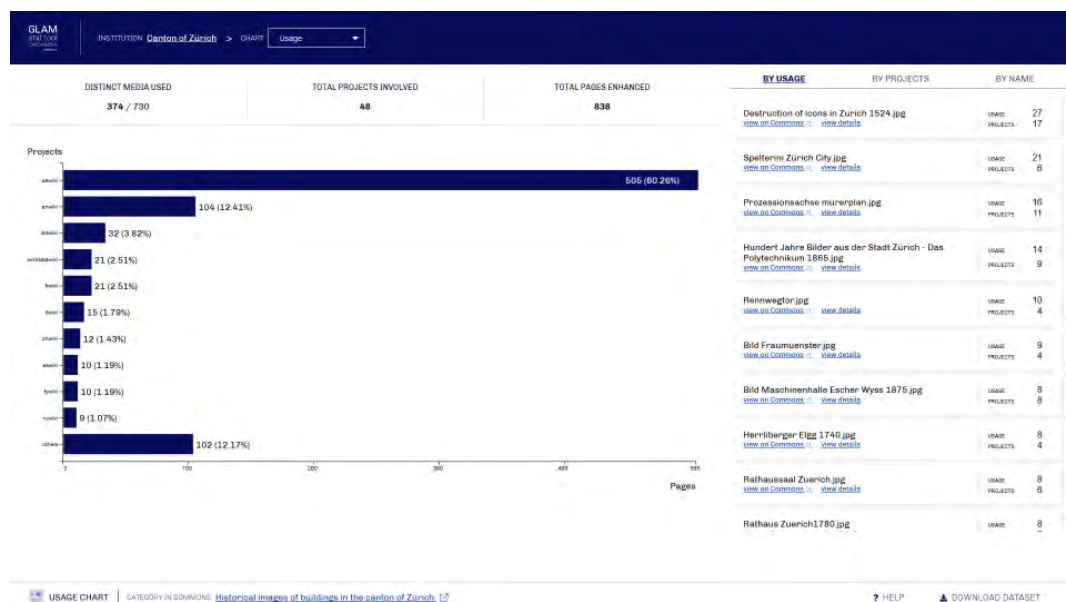 GLAM
stat tool
INSTITUTION Canton of Zürich > CHART Usage
DISTINCT MEDIA USED
374 / 730
TOTAL PROJECTS INVOLVED
48
TOTAL PAGES ENHANCED
838
Projects
dewiki
505 (60.26%)
enwiki
104 (12.41%)
32 (3.82%)
21 (2.51%)
21 (2.51%)
15 (1.79%)
12 (1.43%)
10 (1.19%)
10 (1.19%)
9 (1.07%)
others
102 (12.17%)
0 100 200 300 400 505
Pages
BY USAGE BY PROJECTS BY NAME
Destruction of icons in Zurich 1524.jpg
view on Commons view details
USAGE 27
PROJECTS 17
Spelterini Zürich City.jpg
view on Commons view details
USAGE 21
PROJECTS 6
Prozessionsachse murerplan.jpg
view on Commons view details
USAGE 16
PROJECTS 11
Hundert Jahre Bilder aus der Stadt Zürich - Das
Polytechnikum 1865.jpg
view on Commons view details
USAGE 14
PROJECTS 9
Rennwegtor.jpg
view on Commons view details
USAGE 10
PROJECTS 4
Bild Fraumuenster.jpg
view on Commons view details
USAGE 9
PROJECTS 4
Bild Maschinenhalle Escher Wyss 1875.jpg
view on Commons view details
USAGE 8
PROJECTS 8
Herrliberger Elgg 1740.jpg
view on Commons view details
USAGE 8
PROJECTS 4
Rathaussaal Zuerich.jpg
view on Commons view details
USAGE 8
PROJECTS 6
Rathaus Zuerich1780.jpg
USAGE 8
USAGE CHART CATEGORY IN COMMONS: Historical images of buildings in the canton of Zürich
? HELP DOWNLOAD DATASET